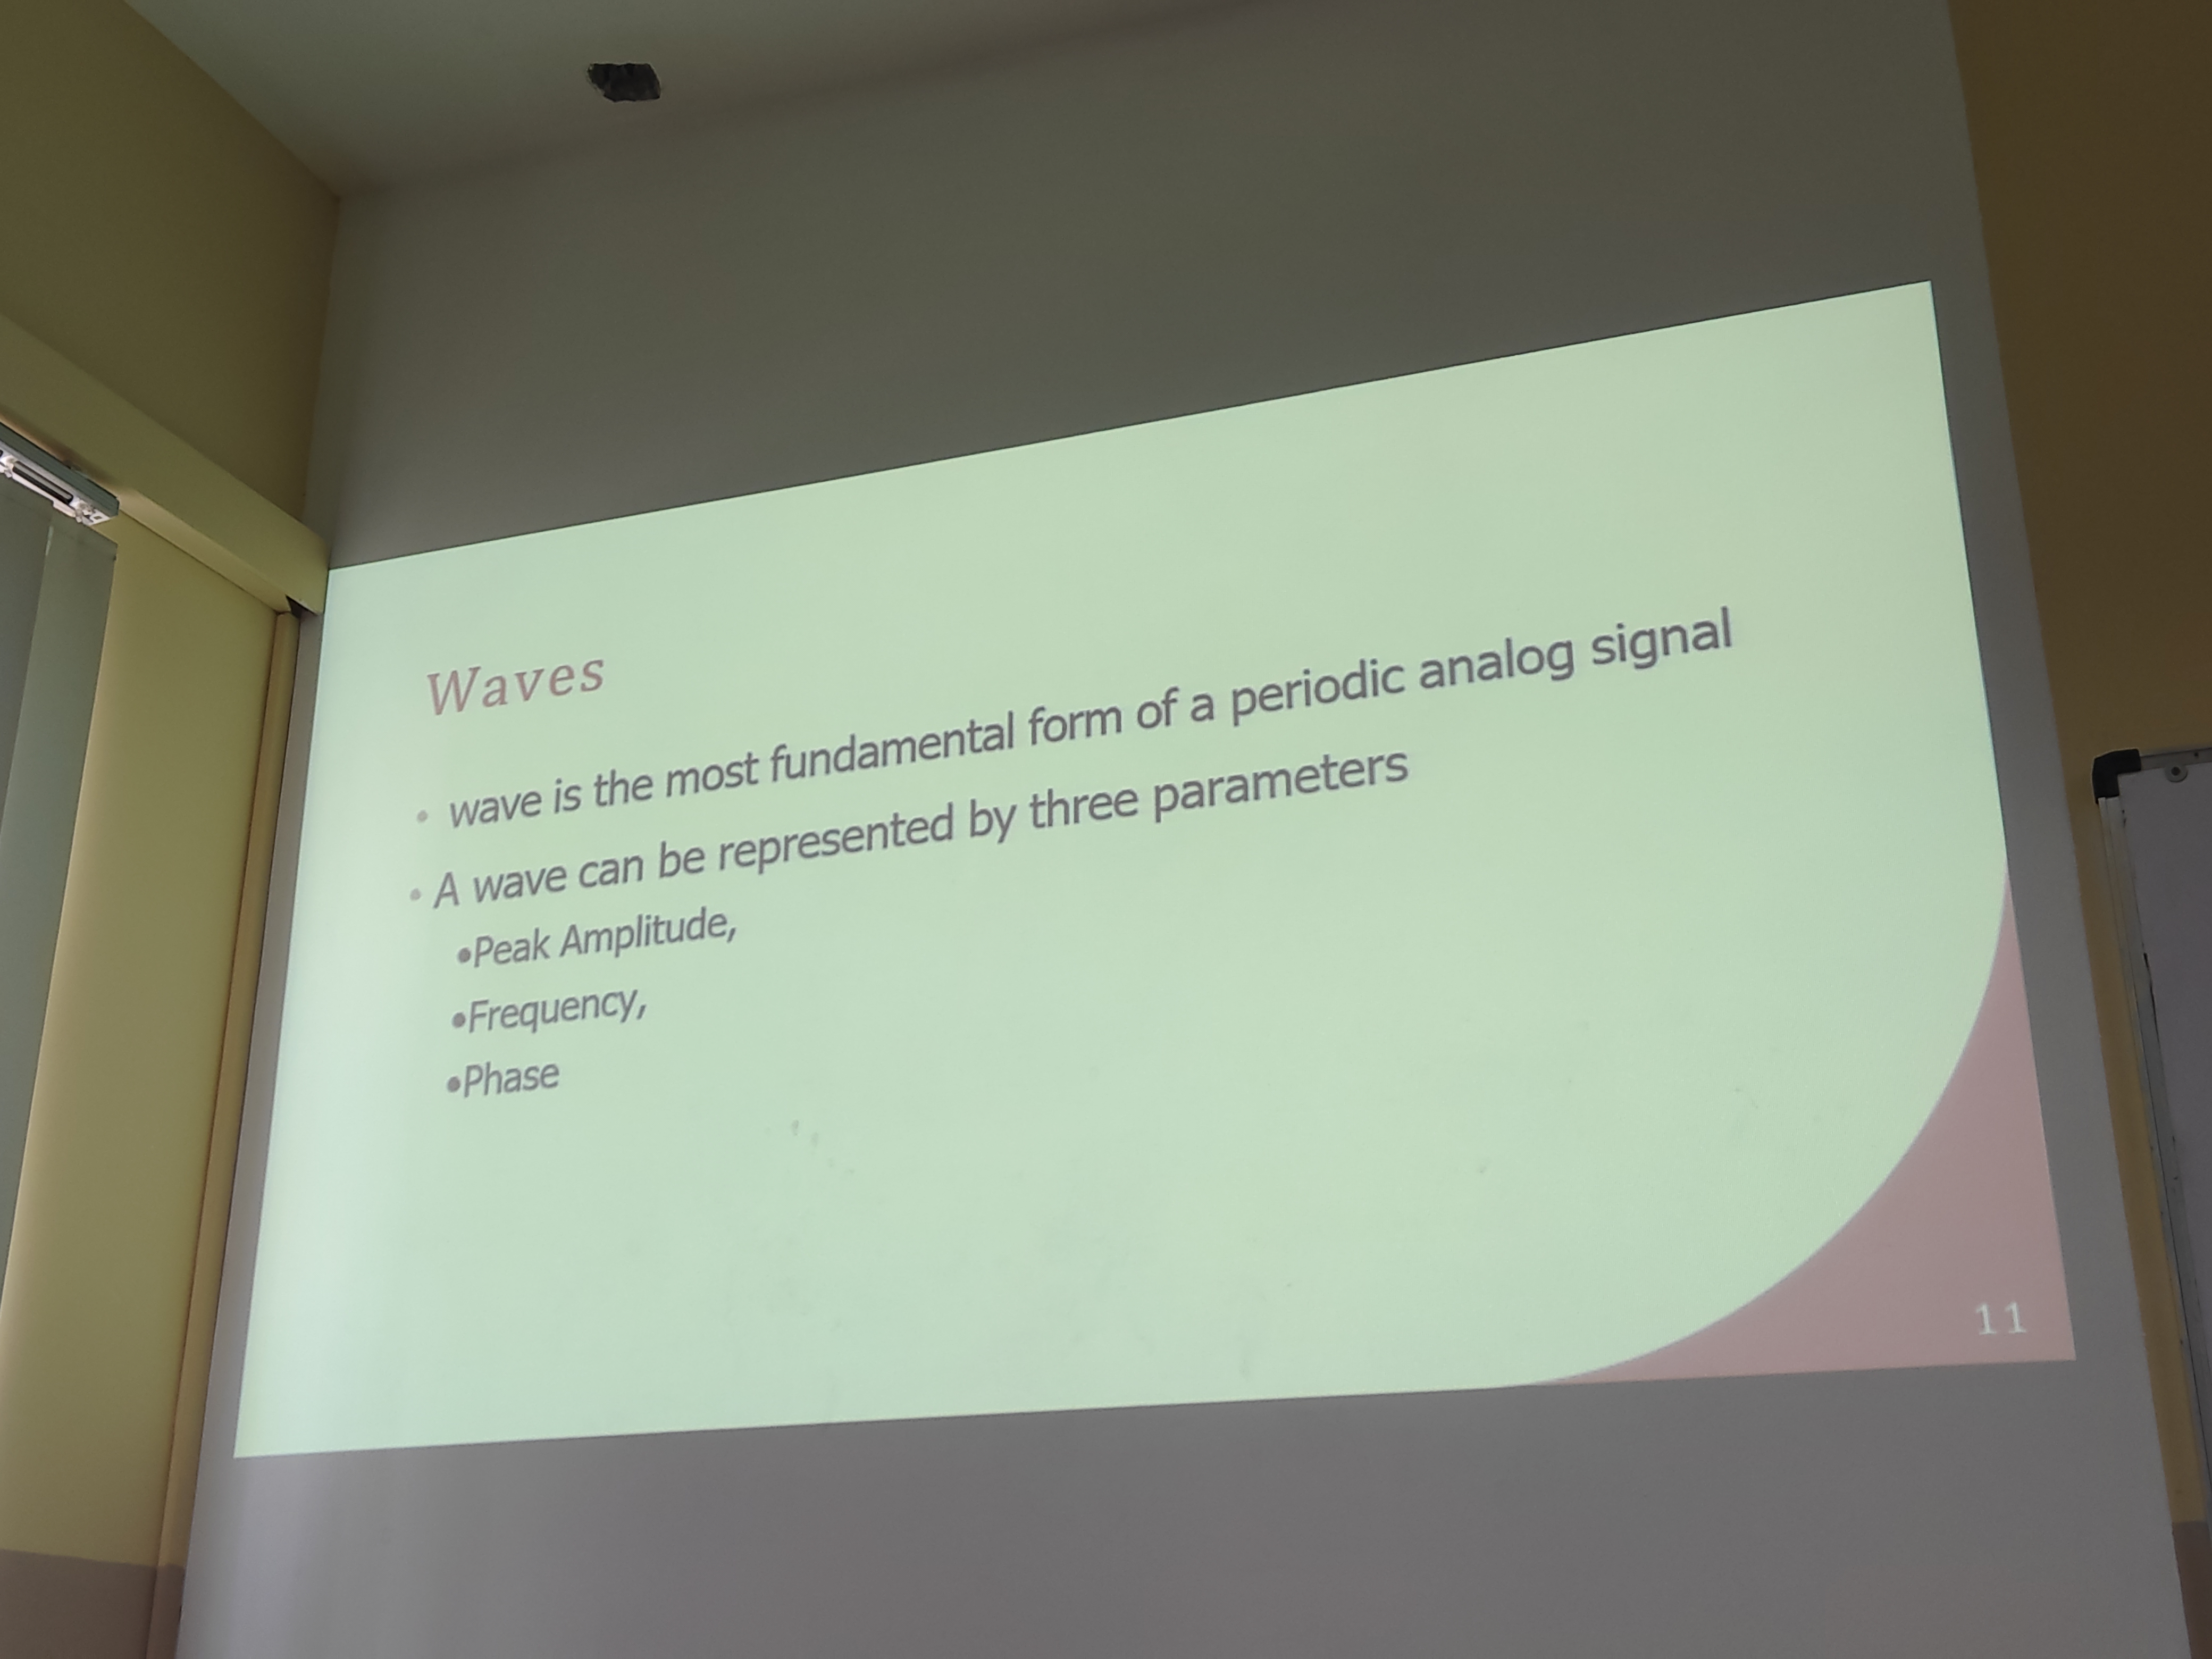 Waves
• wave is the most fundamental form of a periodic analog signal
• A wave can be represented by three parameters
•Peak Amplitude,
•Frequency,
•Phase
11